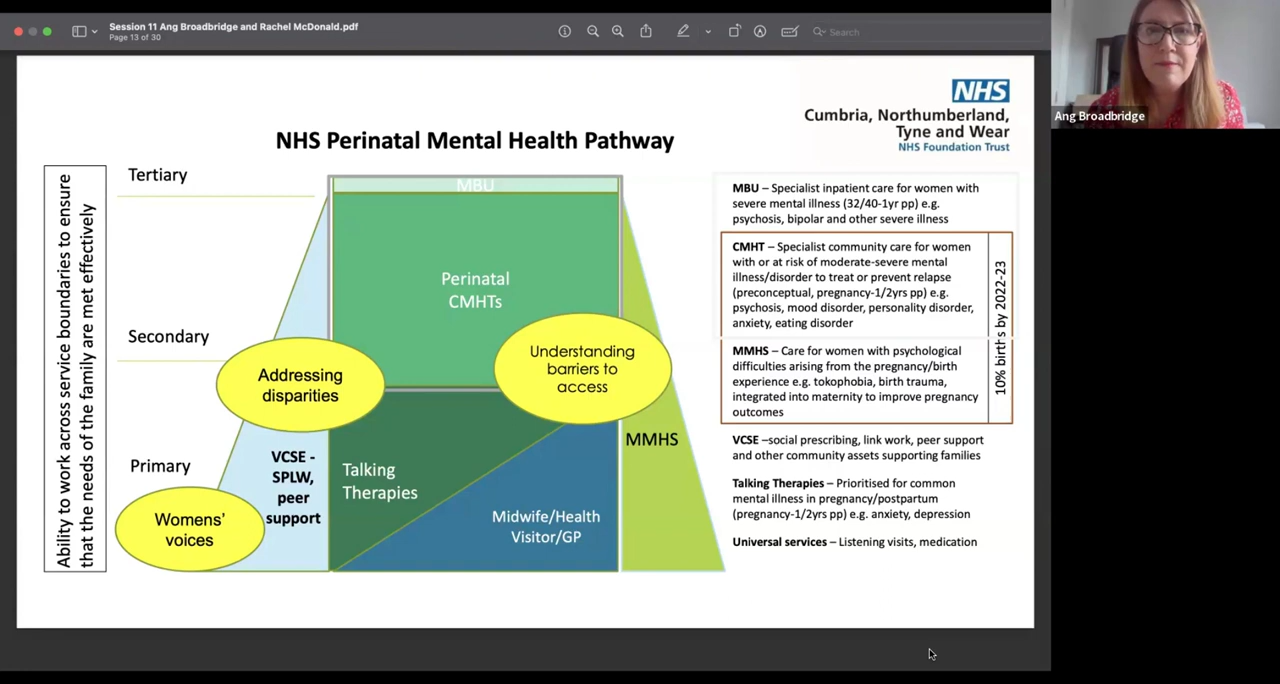 Session 11 Ang Broadbridge and Rachel McDonald.pdf
Page 13 of 30
Search
Ang Broadbridge
NHS
Cumbria, Northumberland,
Tyne and Wear
NHS Foundation Trust
NHS Perinatal Mental Health Pathway
Ability to work across service boundaries to ensure
that the needs of the family are met effectively
Tertiary
Secondary
Primary
MBU
Perinatal
CMHTs
Addressing
disparities
Understanding
barriers to
access
Womens'
voices
VCSE -
SPLW,
peer
support
Talking
Therapies
Midwife/Health
Visitor/GP
MMHS
MBU – Specialist inpatient care for women with
severe mental illness (32/40-1yr pp) e.g.
psychosis, bipolar and other severe illness
CMHT – Specialist community care for women
with or at risk of moderate-severe mental
illness/disorder to treat or prevent relapse
(preconceptual, pregnancy-1/2yrs pp) e.g.
psychosis, mood disorder, personality disorder,
anxiety, eating disorder
MMHS – Care for women with psychological
difficulties arising from the pregnancy/birth
experience e.g. tokophobia, birth trauma,
integrated into maternity to improve pregnancy
outcomes
10% births by 2022-23
VCSE –social prescribing, link work, peer support
and other community assets supporting families
Talking Therapies – Prioritised for common
mental illness in pregnancy/postpartum
(pregnancy-1/2yrs pp) e.g. anxiety, depression
Universal services – Listening visits, medication